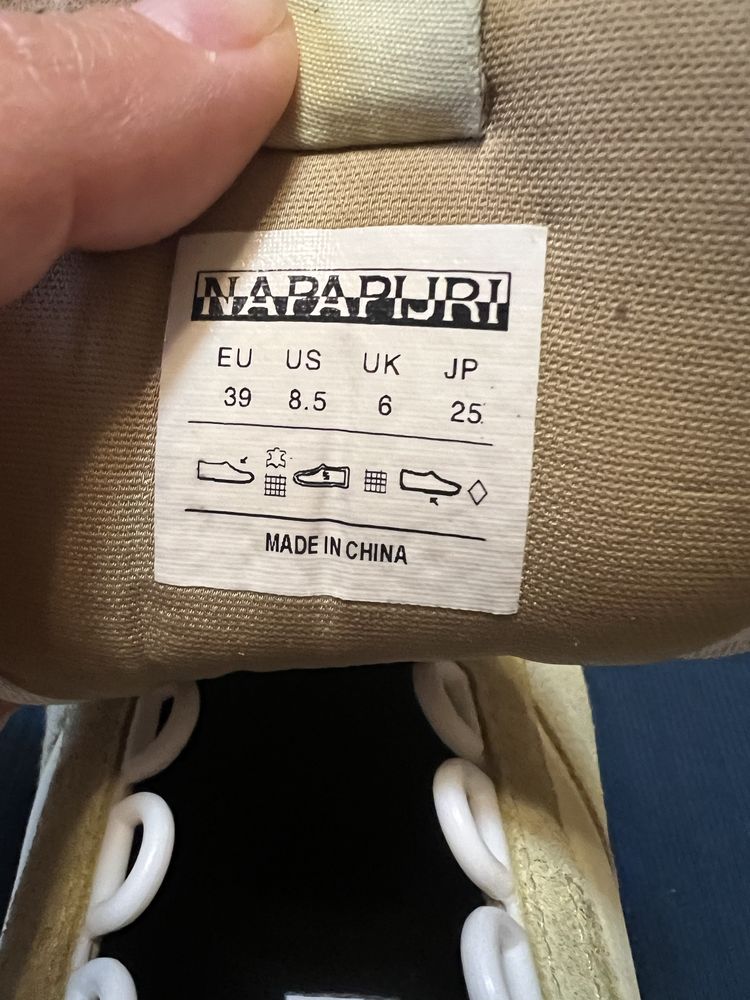 NAPAPIJRI
EU US UK JP
39 8.5 6 25
MADE IN CHINA